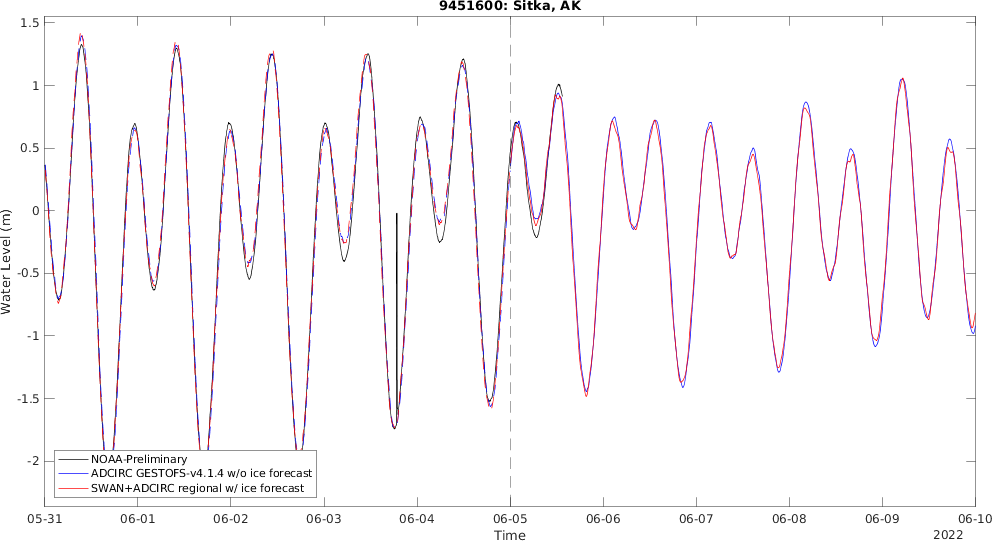 9451600: Sitka, AK
1.5
1
0.5
0
-0.5
-1
-1.5
-2
Water Level (m)
NOAA-Preliminary
ADCIRC GESTOFS-v4.1.4 w/o ice forecast
SWAN+ADCIRC regional w/ ice forecast
05-31 06-01 06-02 06-03 06-04 06-05 06-06 06-07 06-08 06-09 06-10
Time
2022